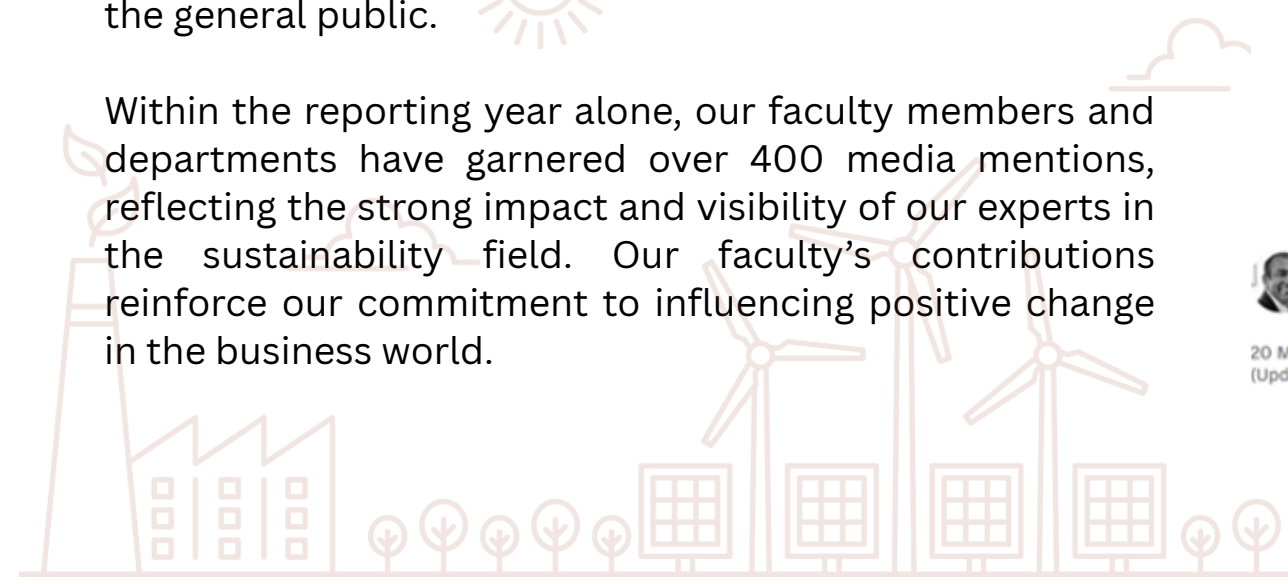 the general public.
Within the reporting year alone, our faculty members and
departments have garnered over 400 media mentions,
reflecting the strong impact and visibility of our experts in
the sustainability field. Our faculty’s contributions
reinforce our commitment to influencing positive change
in the business world.
20
(Upd